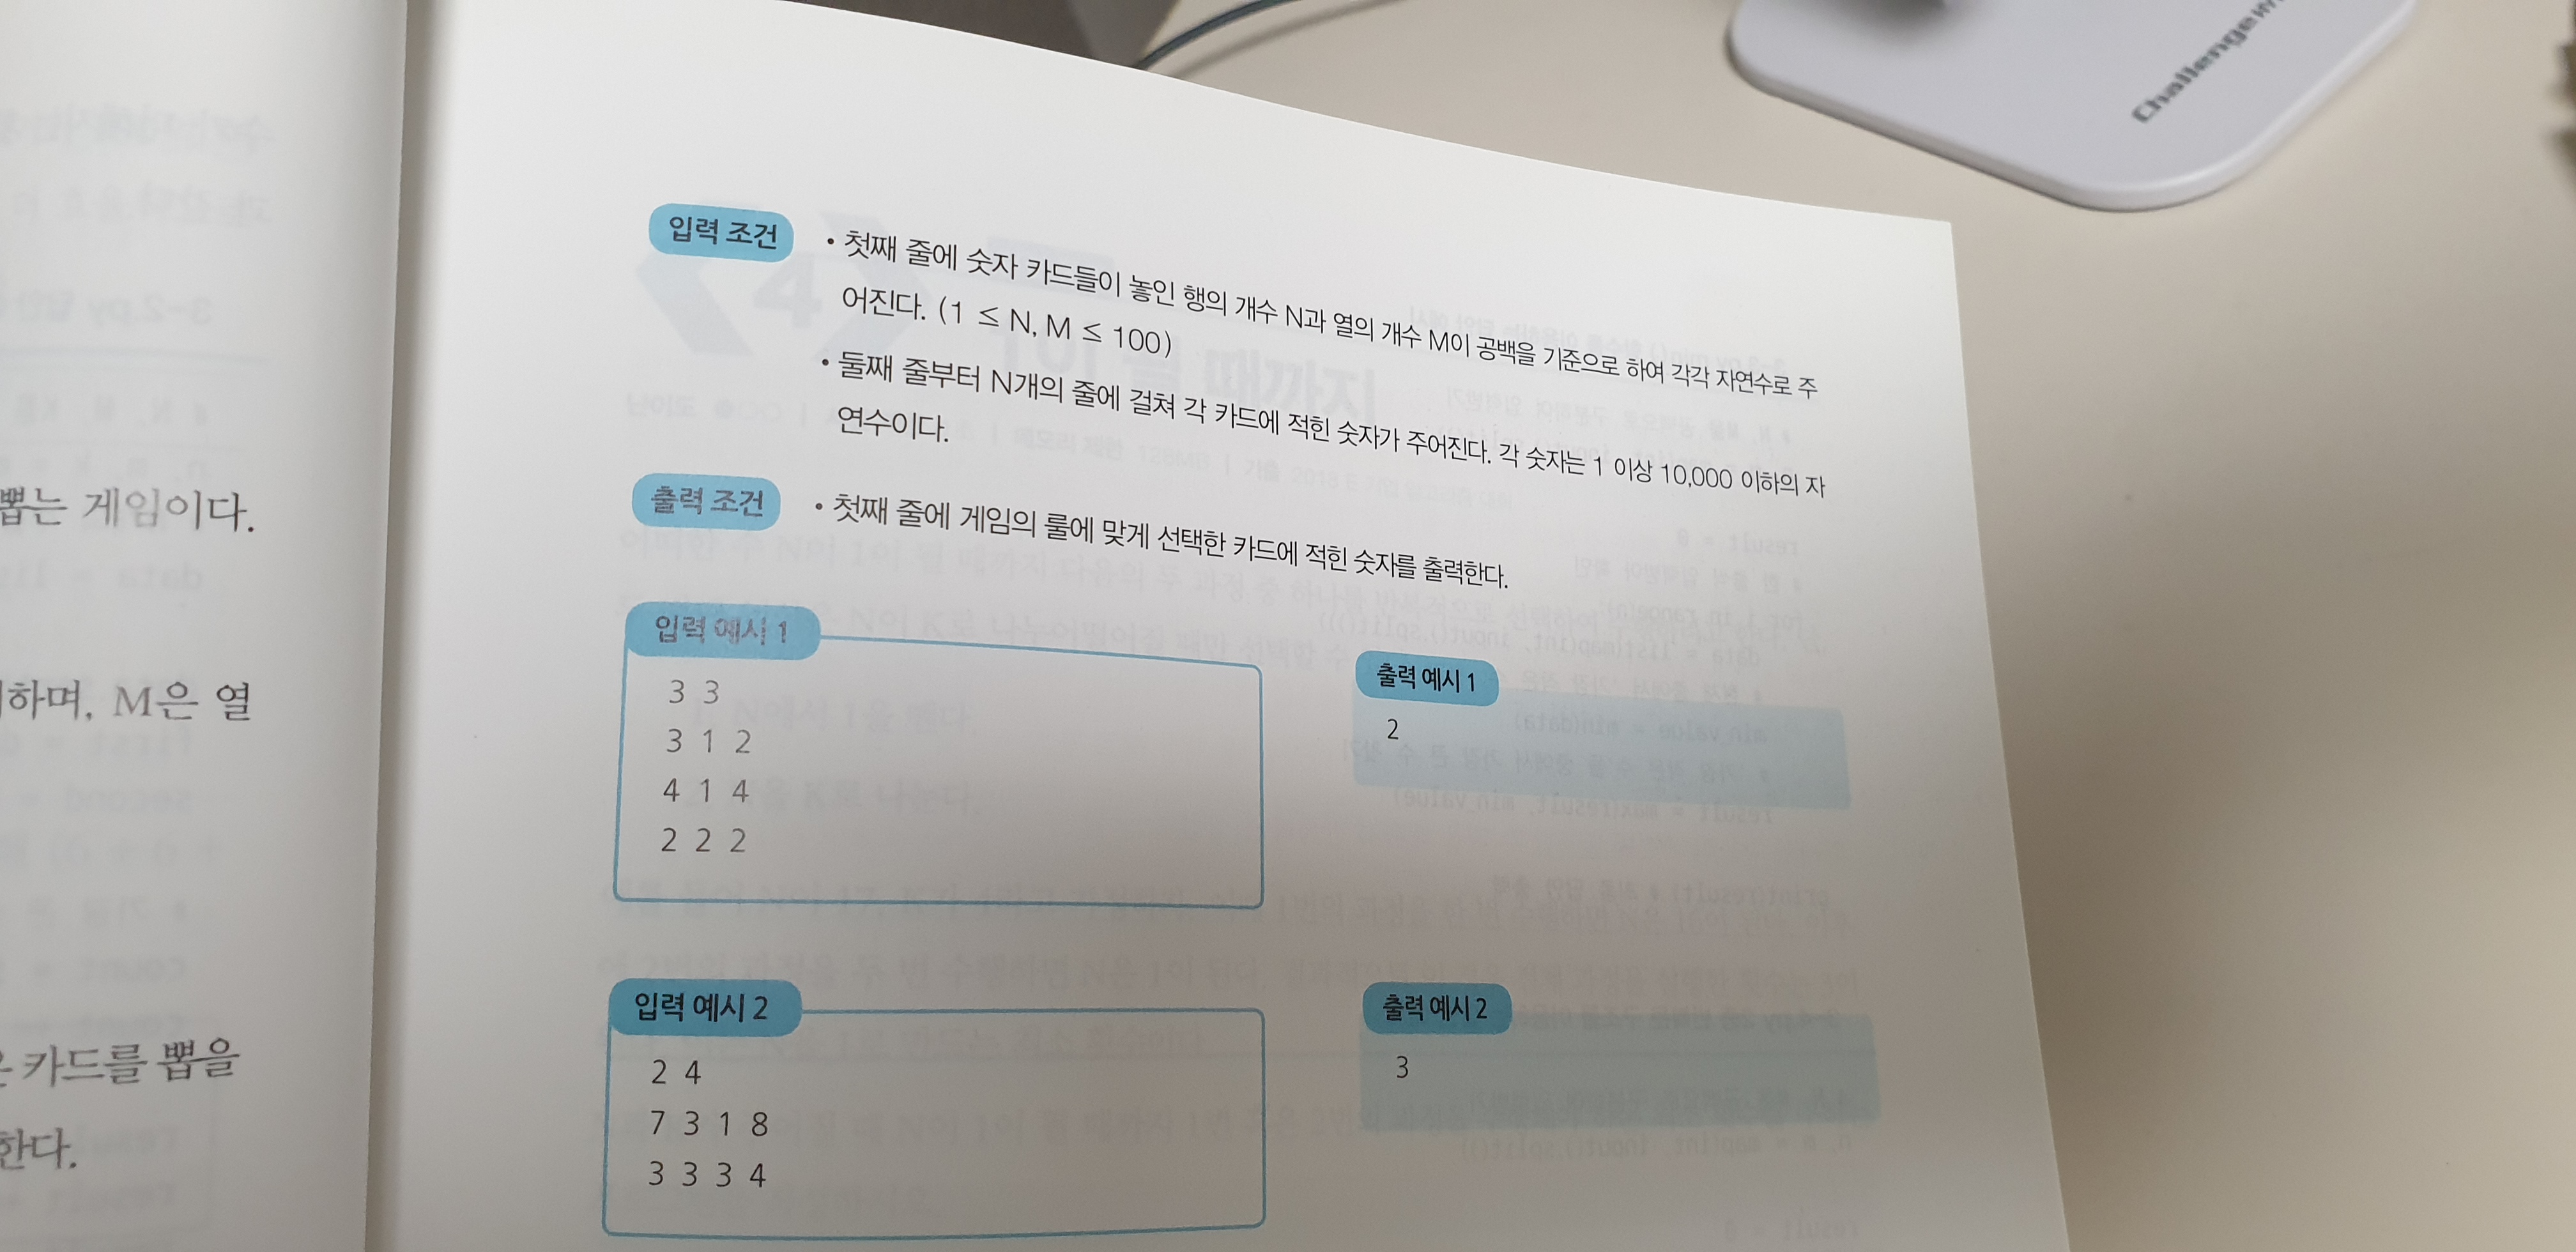 뽑는 게임이다.
하며, M은 열
카드를 뽑을
한다.
입력 조건
• 첫째 줄에 숫자 카드들이 놓인 행의 개수 N과 열의 개수 M이 공백을 기준으로 하여 각각 자연수로 주
어진다. (1 ≤ N, M ≤ 100)
• 둘째 줄부터 N개의 줄에 걸쳐 각 카드에 적힌 숫자가 주어진다. 각 숫자는 1 이상 10,000 이하의 자
연수이다.
출력 조건
• 첫째 줄에 게임의 룰에 맞게 선택한 카드에 적힌 숫자를 출력한다.
입력 예시 1
3 3
3 1 2
4 1 4
2 2 2
출력 예시 1
2
입력 예시 2
2 4
7 3 1 8
3 3 3 4
출력 예시 2
3
Challenge